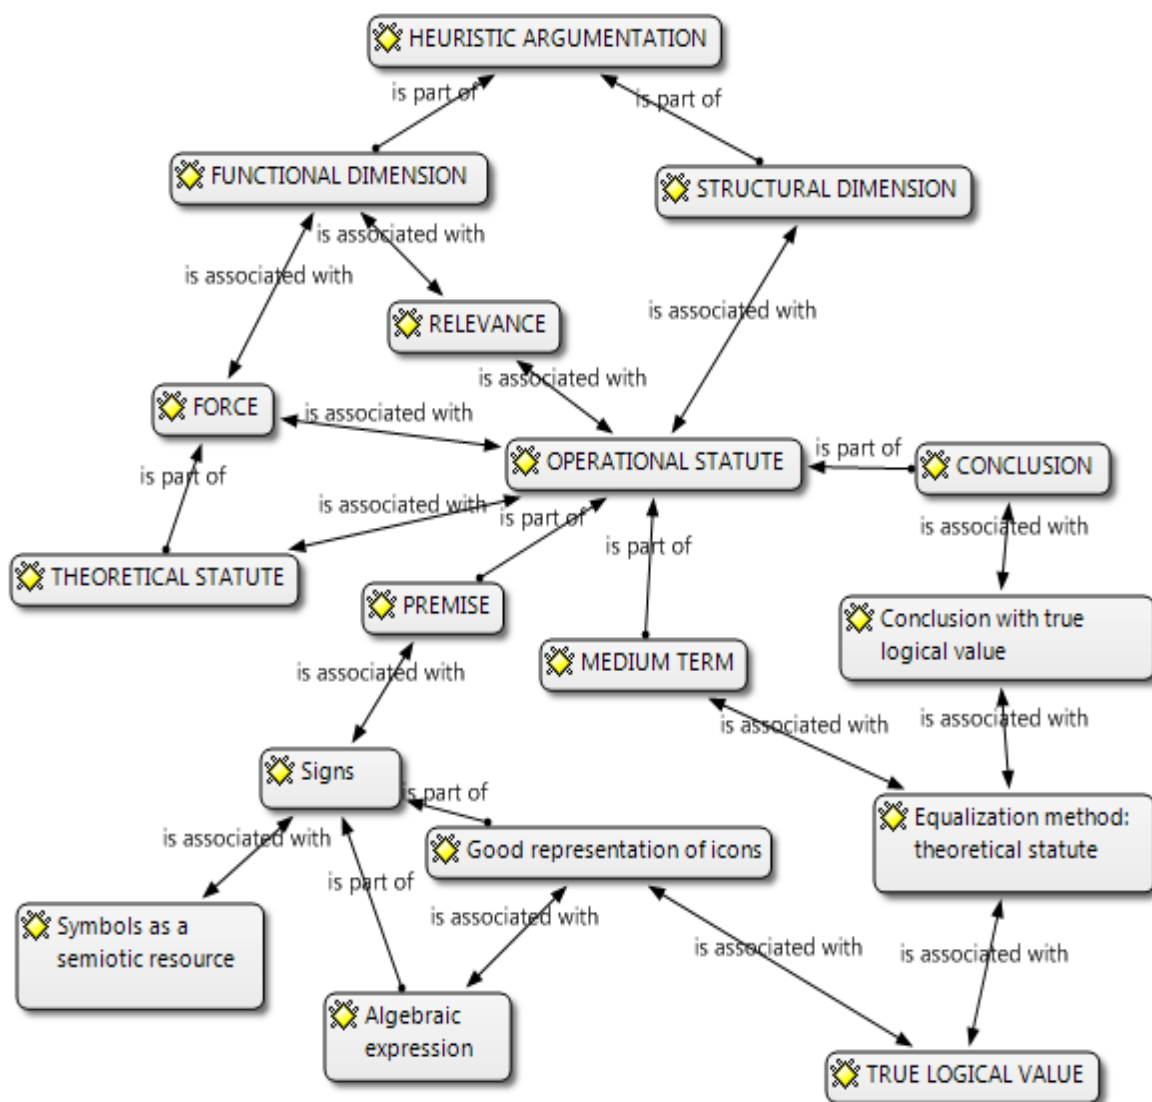 HEURISTIC ARGUMENTATION
is part of
is part of
FUNCTIONAL DIMENSION
STRUCTURAL DIMENSION
is associated with
is associated with
is associated with
RELEVANCE
is associated with
FORCE
is associated with
OPERATIONAL STATUTE
is part of
CONCLUSION
is part of
is associated with
is part of
is associated with
is part of
THEORETICAL STATUTE
PREMISE
Conclusion with true
logical value
MEDIUM TERM
is associated with
is associated with
is associated with
Signs
is part of
Equalization method:
theoretical statute
is associated with
Good representation of icons
is part of
is associated with
is associated with
is associated with
Symbols as a
semiotic resource
Algebraic
expression
TRUE LOGICAL VALUE